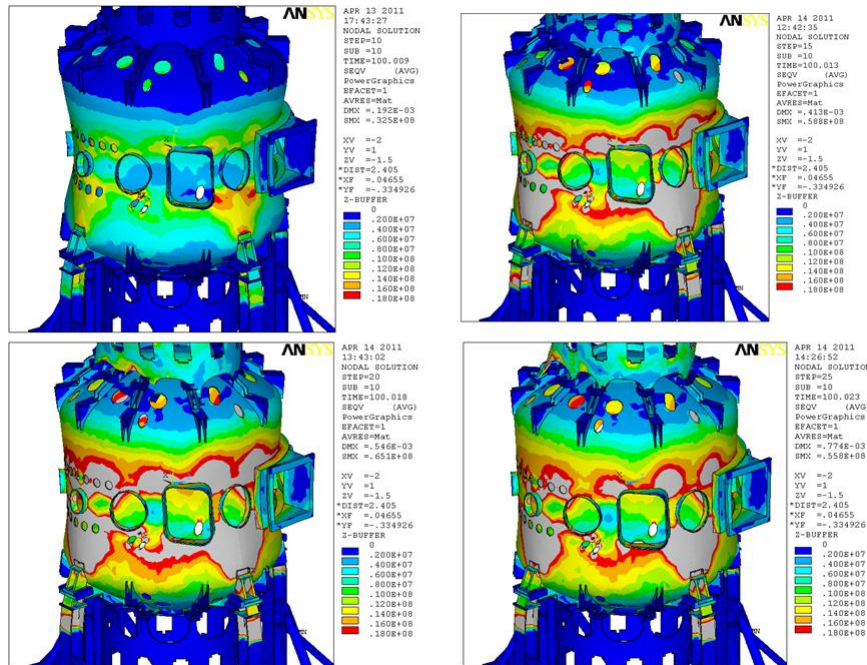 ANSYS
APR 13 2011
17:43:27
NODAL SOLUTION
STEP=10
SUB =10
TIME=100.009
SEQV (AVG)
PowerGraphics
EFACET=1
AVRES=Mat
DMX =.192E-03
SMX =.325E+08
XV =-2
YV =1
ZV =-1.5
*DIST=2.405
*XF =.04655
*YF =-.334926
Z-BUFFER
0
.200E+07
.400E+07
.600E+07
.800E+07
.100E+08
.120E+08
.140E+08
.160E+08
.180E+08
X
MN
ANSYS
APR 14 2011
12:42:35
NODAL SOLUTION
STEP=15
SUB =10
TIME=100.013
SEQV (AVG)
PowerGraphics
EFACET=1
AVRES=Mat
DMX =.413E-03
SMX =.588E+08
XV =-2
YV =1
ZV =-1.5
*DIST=2.405
*XF =.04655
*YF =-.334926
Z-BUFFER
0
.200E+07
.400E+07
.600E+07
.800E+07
.100E+08
.120E+08
.140E+08
.160E+08
.180E+08
X
MN
ANSYS
APR 14 2011
13:43:02
NODAL SOLUTION
STEP=20
SUB =10
TIME=100.018
SEQV (AVG)
PowerGraphics
EFACET=1
AVRES=Mat
DMX =.546E-03
SMX =.651E+08
XV =-2
YV =1
ZV =-1.5
*DIST=2.405
*XF =.04655
*YF =-.334926
Z-BUFFER
0
.200E+07
.400E+07
.600E+07
.800E+07
.100E+08
.120E+08
.140E+08
.160E+08
.180E+08
X
MN
ANSYS
APR 14 2011
14:26:52
NODAL SOLUTION
STEP=25
SUB =10
TIME=100.023
SEQV (AVG)
PowerGraphics
EFACET=1
AVRES=Mat
DMX =.774E-03
SMX =.558E+08
XV =-2
YV =1
ZV =-1.5
*DIST=2.405
*XF =.04655
*YF =-.334926
Z-BUFFER
0
.200E+07
.400E+07
.600E+07
.800E+07
.100E+08
.120E+08
.140E+08
.160E+08
.180E+08
X
MN